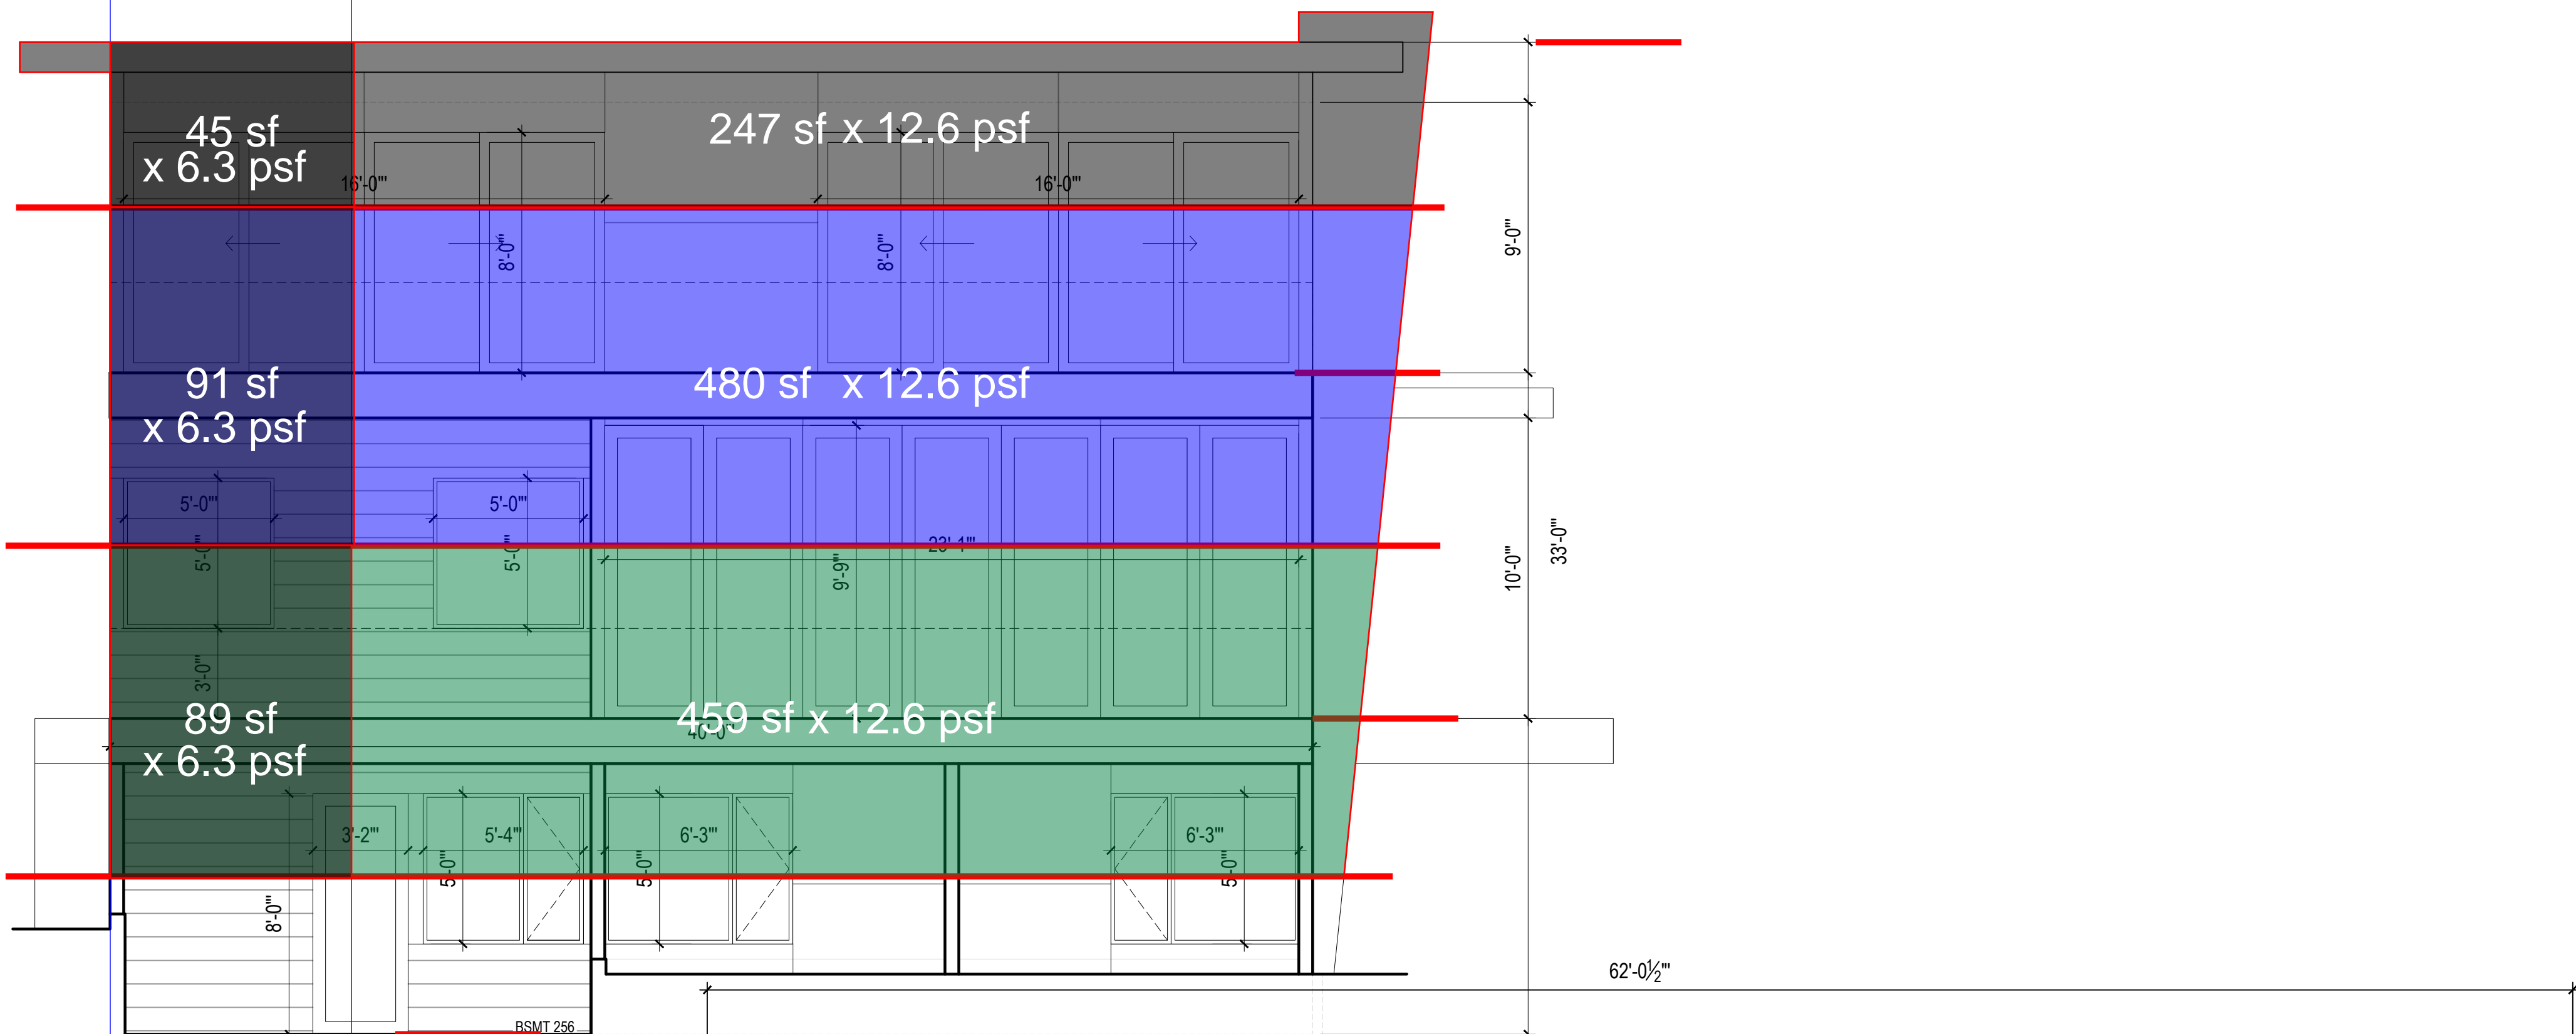 45 sf
x 6.3 psf
247 sf x 12.6 psf
16'-0'"
16'-0'"
9'-0'"
8'-0'"
8'-0'"
91 sf
x 6.3 psf
480 sf x 12.6 psf
5'-0'"
5'-0'"
5'-0'"
5'-0'"
9'-9'"
23'-1'"
10'-0'"
33'-0'"
3'-0'"
89 sf
x 6.3 psf
459 sf x 12.6 psf
40'-0'"
3'-2'"
5'-4'"
6'-3'"
6'-3'"
5'-0'"
5'-0'"
5'-0'"
8'-0'"
62'-0½'"
BSMT 256